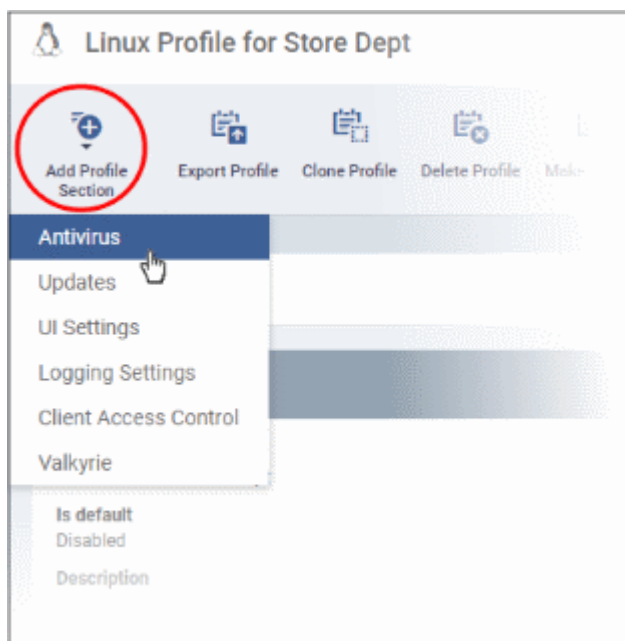 Linux Profile for Store Dept
Add Profile
Section
Export Profile
Clone Profile
Delete Profile
Make
Antivirus
Updates
UI Settings
Logging Settings
Client Access Control
Valkyrie
Is default
Disabled
Description